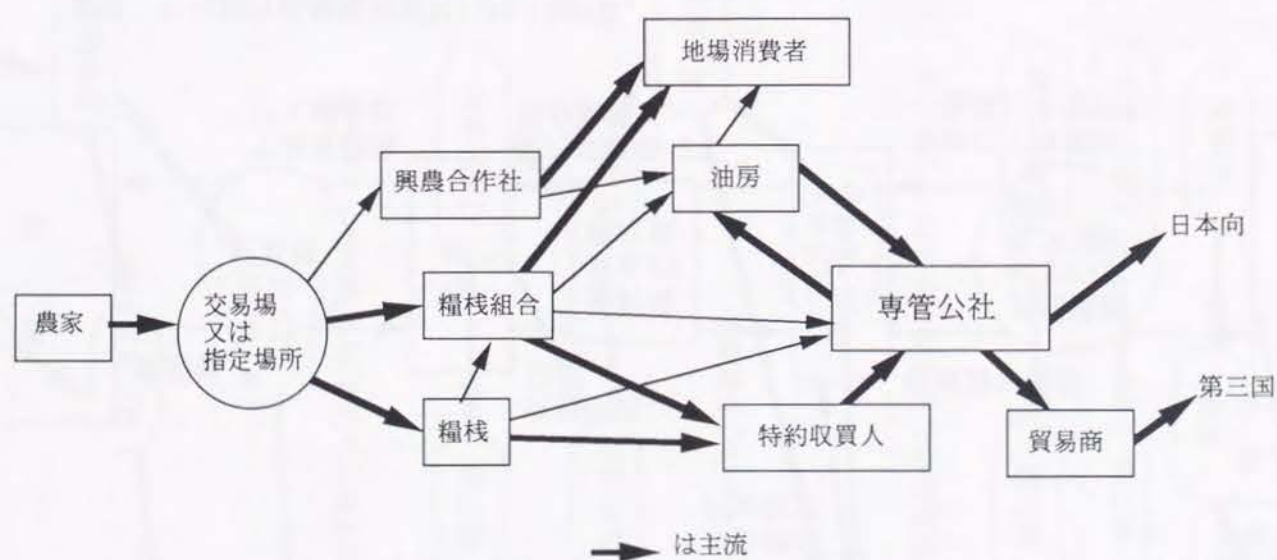 地場消費者
興農合作社
油房
日本向
農家
交易場
又は
指定場所
糧栈組合
専管公社
第三国
糧栈
特約収買人
貿易商
は主流